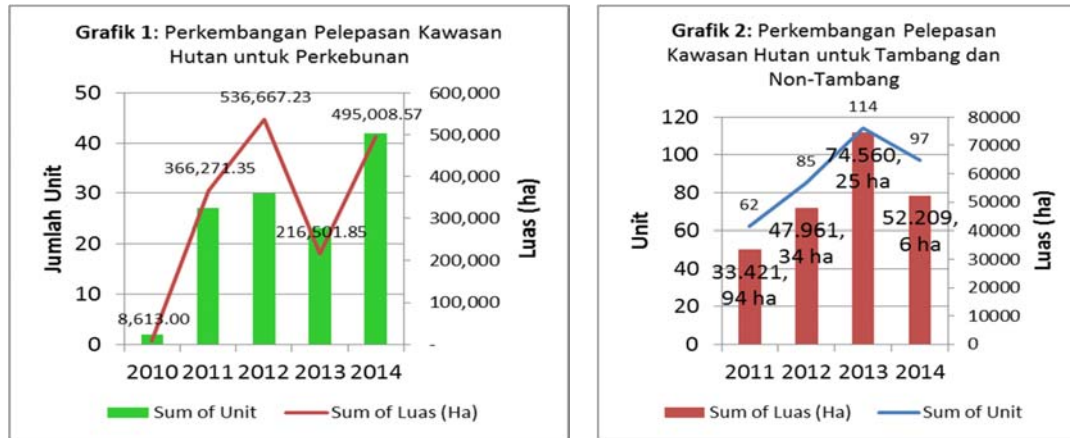 Grafik 1: Perkembangan Pelepasan Kawasan
Hutan untuk Perkebunan
Jumlah Unit
50
40
30
20
10
0
8,613.00
366,271.35
536,667.23
216,501.85
495,008.57
600,000
500,000
400,000
300,000
200,000
100,000
-
Luas (ha)
2010 2011 2012 2013 2014
Sum of Unit Sum of Luas (Ha)
Grafik 2: Perkembangan Pelepasan
Kawasan Hutan untuk Tambang dan
Non-Tambang
Unit
120
100
80
60
40
20
0
62
85
114
97
33.421,
94 ha
47.961,
34 ha
74.560,
25 ha
52.209,
6 ha
80000
70000
60000
50000
40000
30000
20000
10000
0
Luas (ha)
2011 2012 2013 2014
Sum of Luas (Ha) Sum of Unit